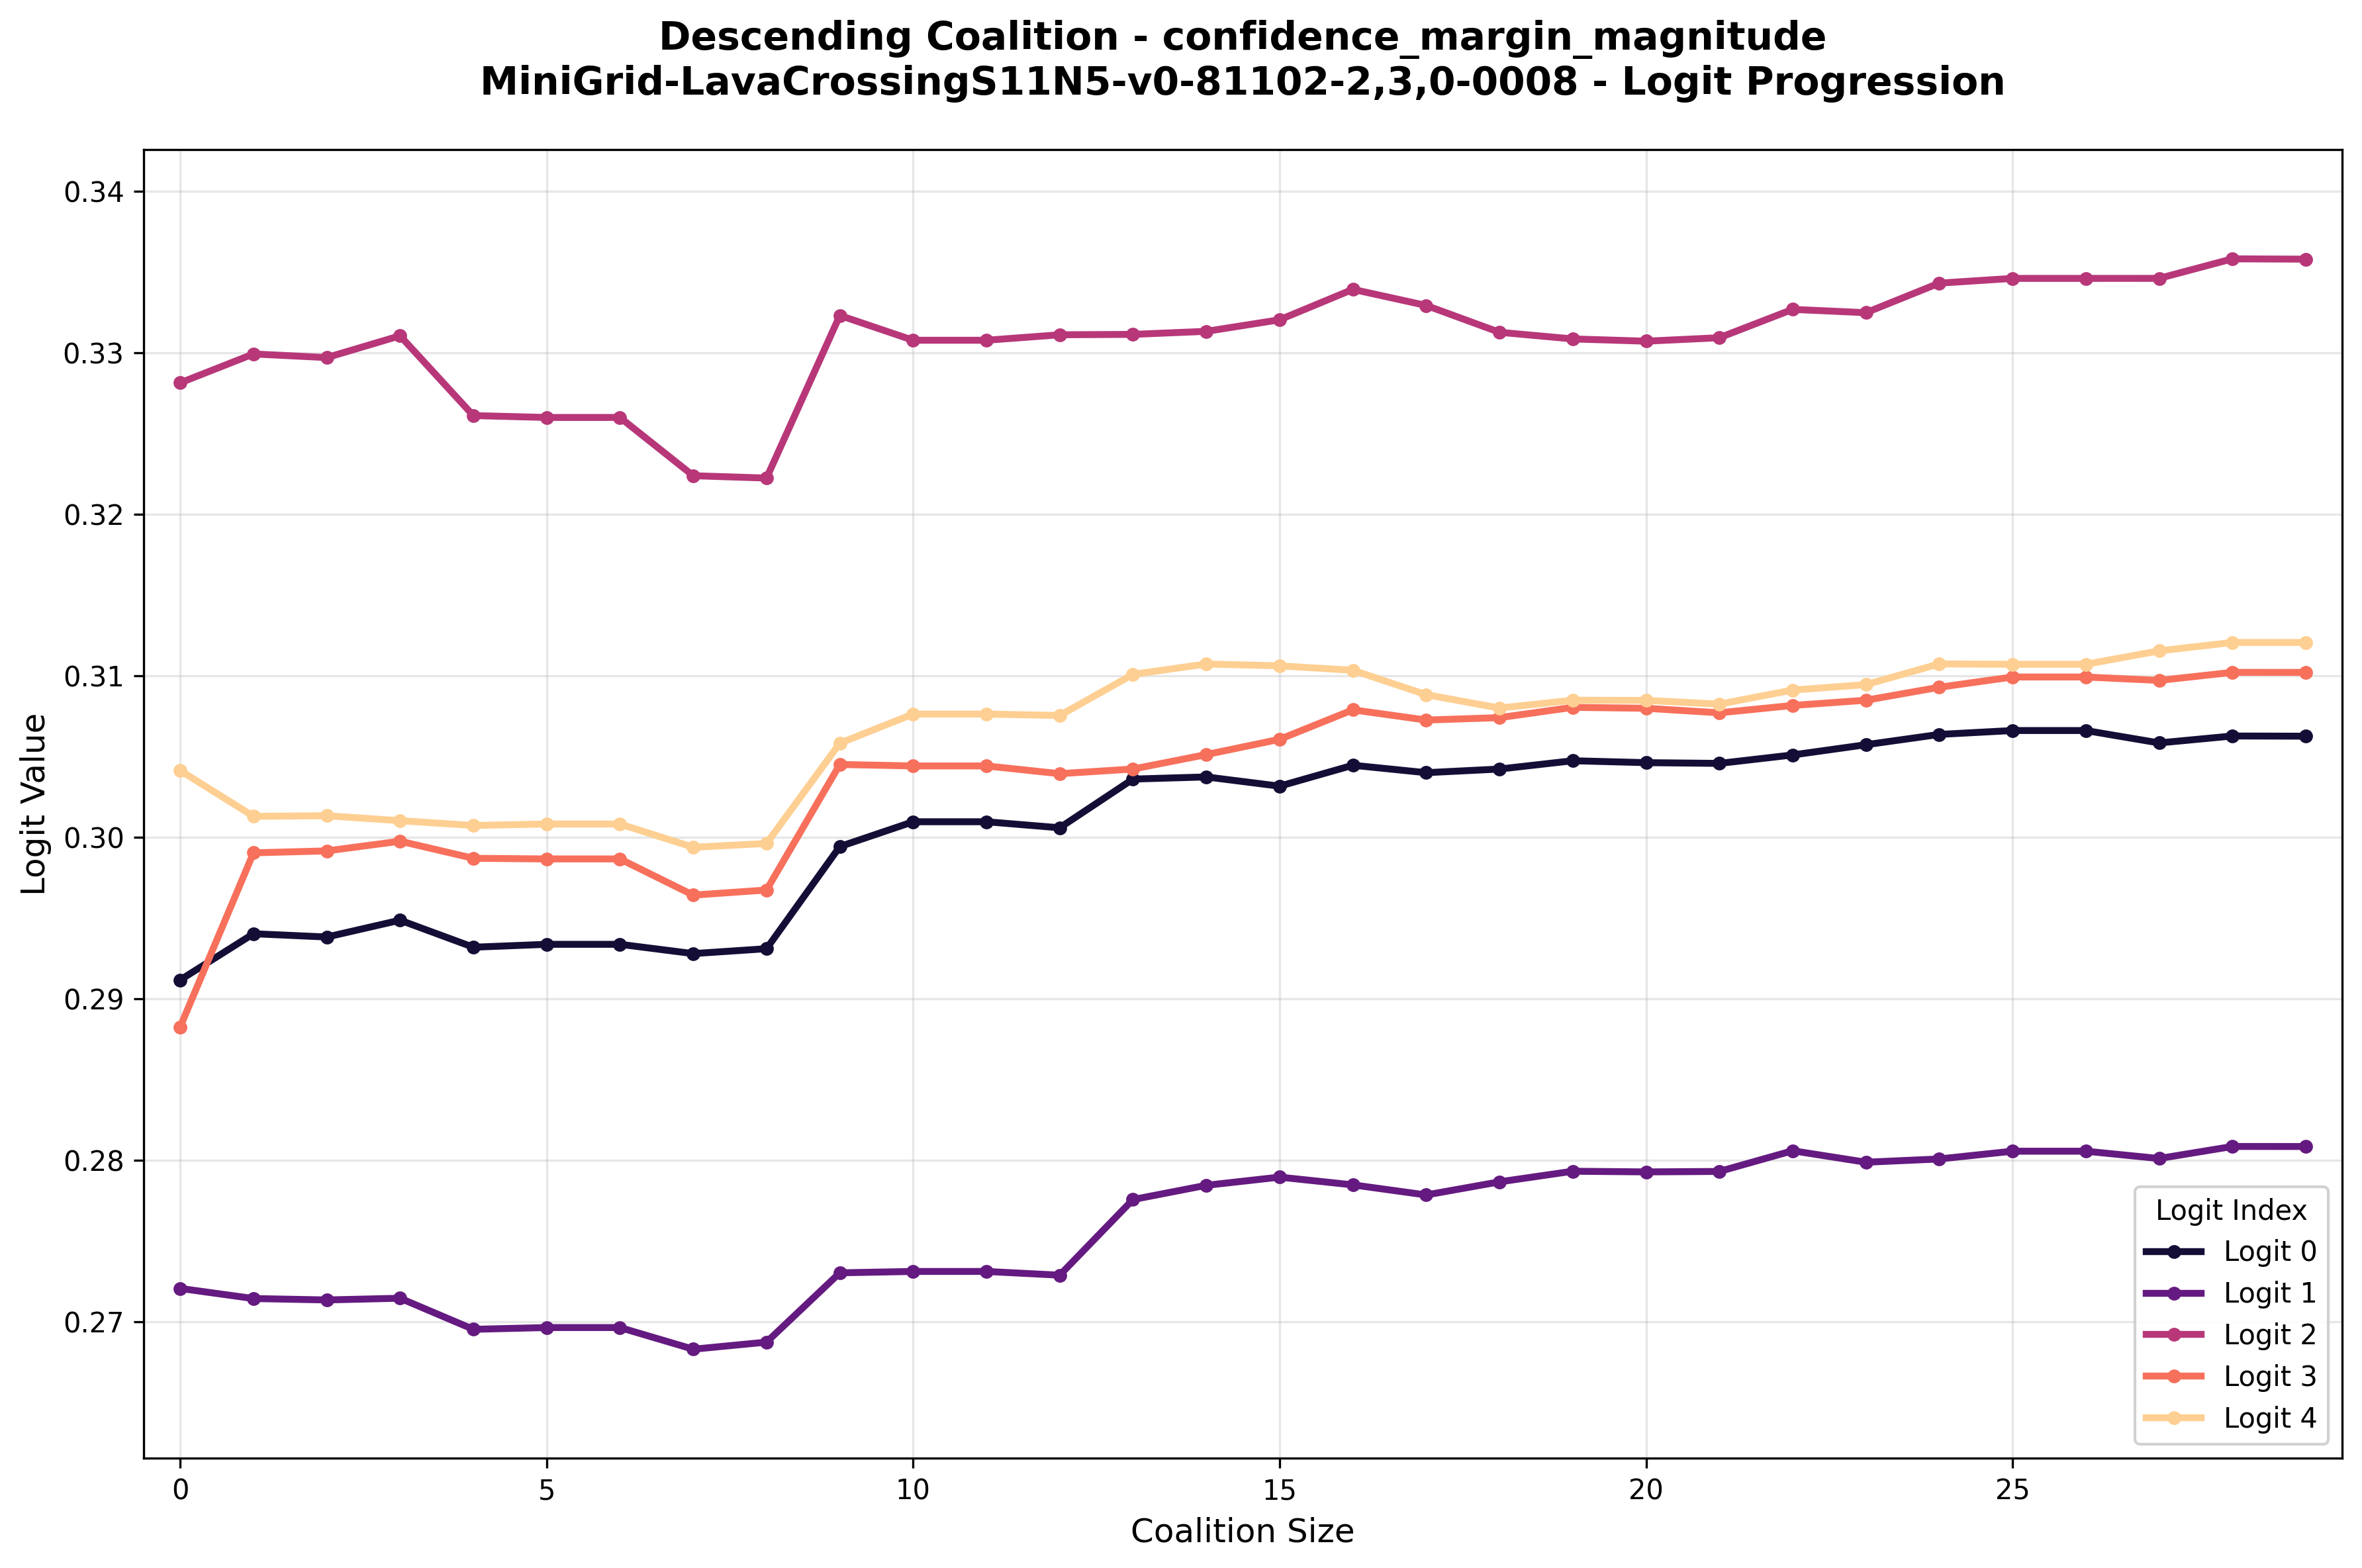 Descending Coalition - confidence_margin_magnitude
MiniGrid-LavaCrossingS11N5-v0-81102-2,3,0-0008 - Logit Progression
Logit Value
0.34
0.33
0.32
0.31
0.30
0.29
0.28
0.27
0 5 10 15 20 25
Coalition Size
Logit Index
Logit 0
Logit 1
Logit 2
Logit 3
Logit 4